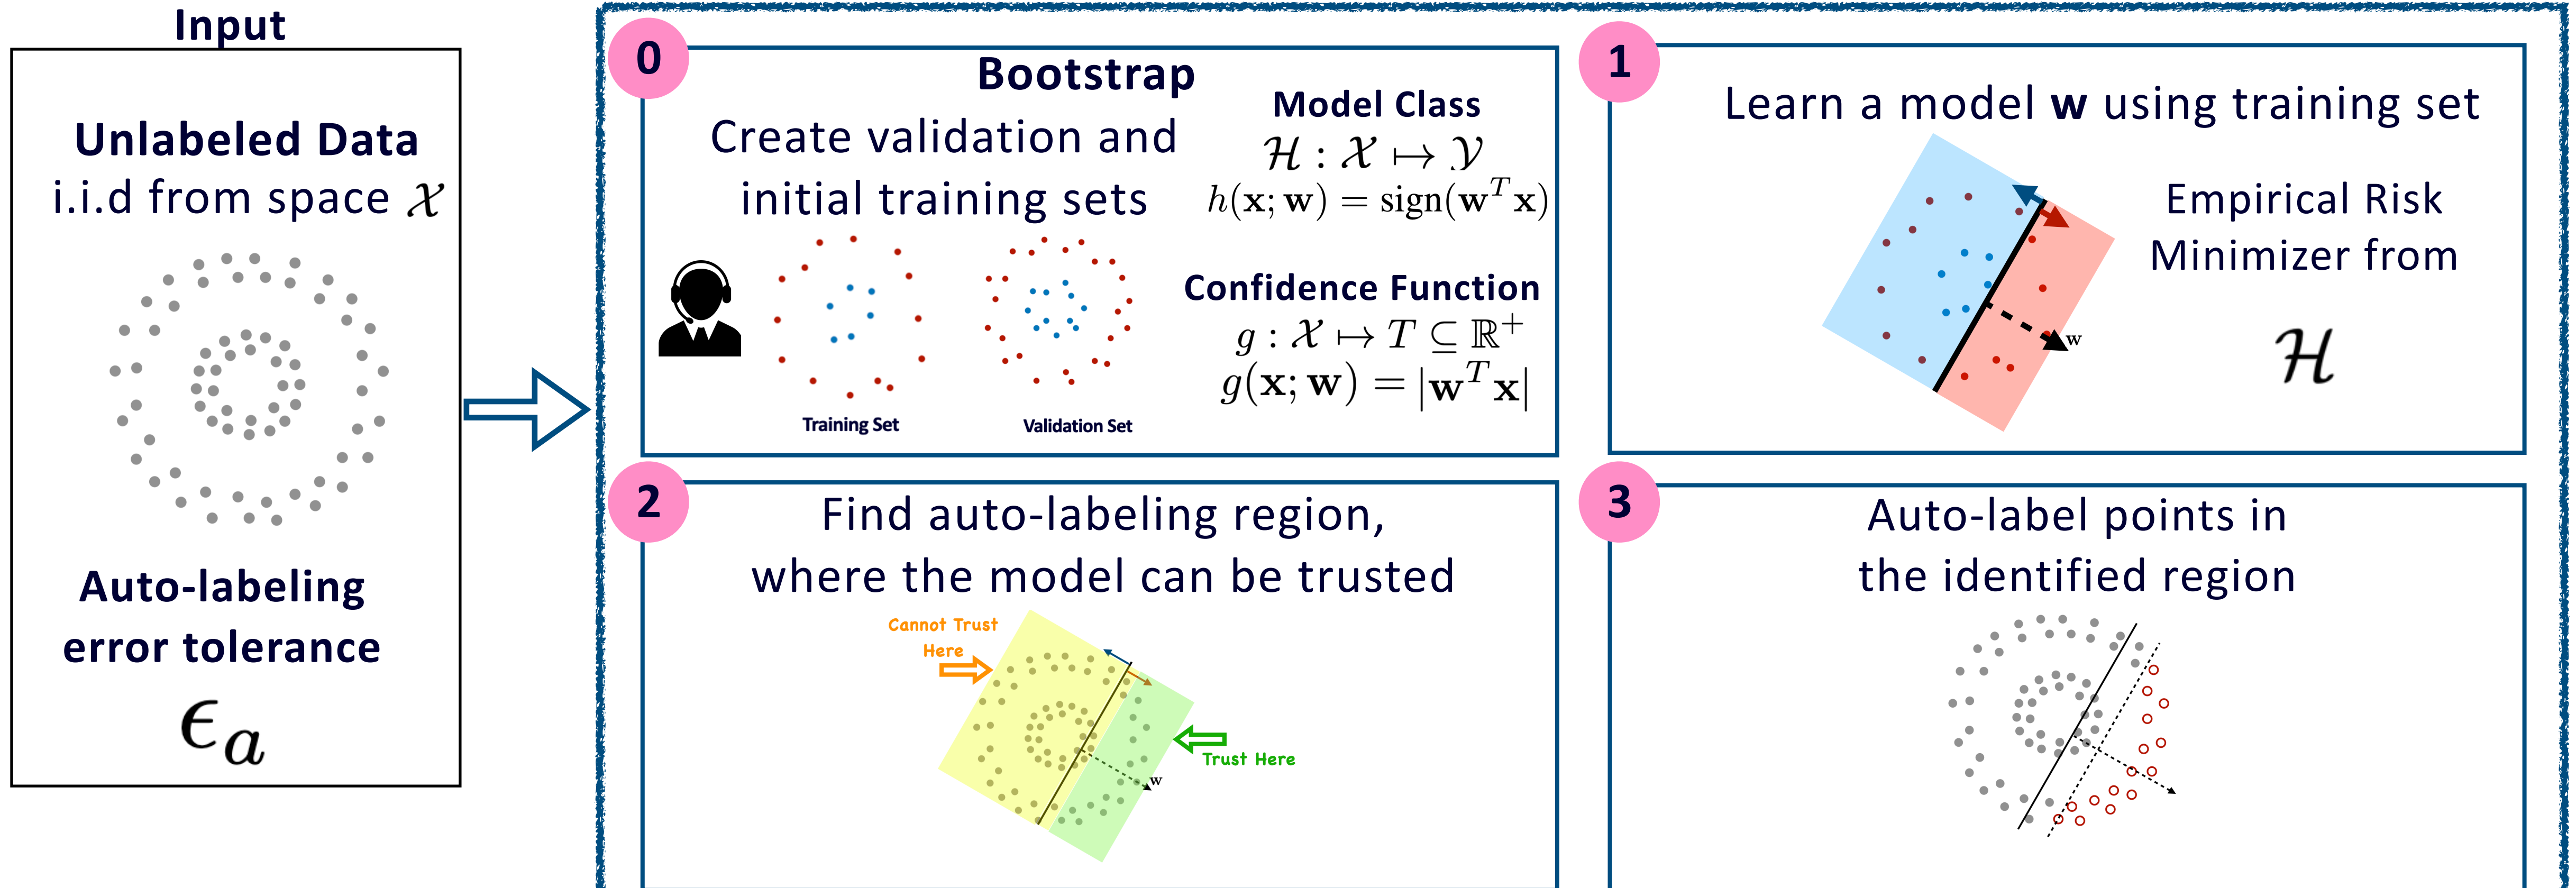 Input
Unlabeled Data
i.i.d from space 𝒳
Auto-labeling
error tolerance
ϵₐ
0
Bootstrap
Create validation and
initial training sets
Training Set
Validation Set
Model Class
ℋ : 𝒳 ↦ 𝒴
h(x; w) = sign(wᵀx)
Confidence Function
g : 𝒳 ↦ T ⊆ ℝ⁺
g(x; w) = |wᵀx|
1
Learn a model w using training set
Empirical Risk
Minimizer from
ℋ
w
2
Find auto-labeling region,
where the model can be trusted
Cannot Trust
Here
Trust Here
w
3
Auto-label points in
the identified region